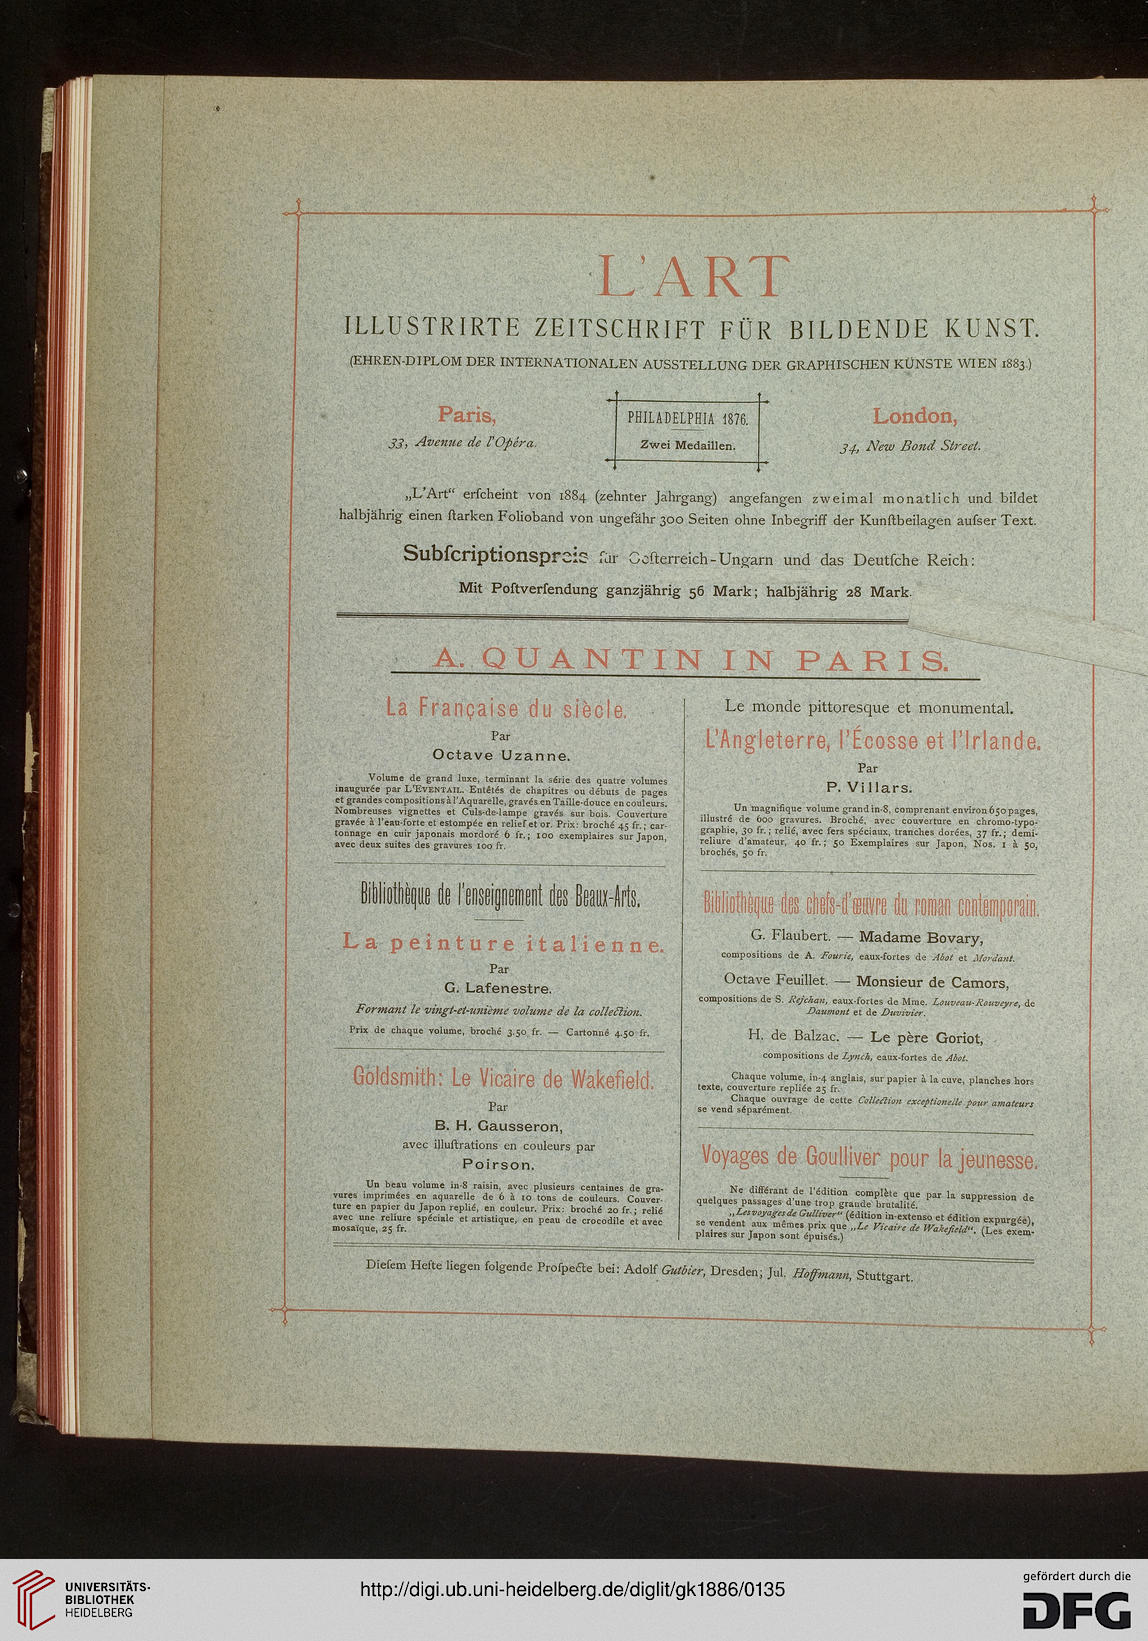 L'ART
ILLUSTRIRTE ZEITSCHRIFT FÜR BILDENDE KUNST.
(EHREN-DIPLOM DER INTERNATIONALEN AUSSTELLUNG DER GRAPHISCHEN KÜNSTE WIEN 1883.)
Paris,
33, Avenue de l'Opéra.
PHILADELPHIA 1876.
Zwei Medaillen.
London,
34, New Bond Street.
„L'Art“ erſcheint von 1884 (zehnter Jahrgang) angefangen zweimal monatlich und bildet
halbjährig einen ſtarken Folioband von ungefähr 300 Seiten ohne Inbegriff der Kunſtbeilagen auſser Text.
Subſcriptionspreis für Oeſterreich-Ungarn und das Deutſche Reich:
Mit Poſtverſendung ganzjährig 56 Mark; halbjährig 28 Mark.
A. QUANTIN IN PARIS.
La Française du siècle.
Par
Octave Uzanne.
Volume de grand luxe, terminant la série des quatre volumes
inaugurée par L'EVENTAIL. Entêtés de chapitres ou débuts de pages
et grandes compositions à l'Aquarelle, gravés en Taille-douce en couleurs.
Nombreuses vignettes et Culs-de-lampe gravés sur bois. Couverture
gravée à l'eau-forte et estompée en relief et or. Prix: broché 45 fr.; car-
tonnage en cuir japonais mordoré 6 fr.; 100 exemplaires sur Japon,
avec deux suites des gravures 100 fr.
Bibliothèque de l'enseignement des Beaux-Arts.
La peinture italienne.
Par
G. Lafenestre.
Formant le vingt-et-unième volume de la collection.
Prix de chaque volume, broché 3.50 fr. — Cartonné 4.50 fr.
Goldsmith: Le Vicaire de Wakefield.
Par
B. H. Gausseron,
avec illuſtrations en couleurs par
Poirson.
Un beau volume in-8 raisin, avec plusieurs centaines de gra-
vures imprimées en aquarelle de 6 à 10 tons de couleurs. Couver-
ture en papier du Japon replié, en couleur. Prix: broché 20 fr.; relié
avec une reliure spéciale et artistique, en peau de crocodile et avec
mosaïque, 25 fr.
Le monde pittoresque et monumental.
L'Angleterre, l'Écosse et l'Irlande.
Par
P. Villars.
Un magnifique volume grand in-8, comprenant environ 650 pages,
illustré de 600 gravures. Broché, avec couverture en chromo-typo-
graphie, 30 fr.; relié, avec fers spéciaux, tranches dorées, 37 fr.; demi-
reliure d'amateur, 40 fr.; 50 Exemplaires sur Japon, Nos. 1 à 50,
brochés, 50 fr.
Bibliothèque des chefs-d'œuvre du roman contemporain.
G. Flaubert. — Madame Bovary,
compositions de A. Fourie, eaux-fortes de Abot et Mordant.
Octave Feuillet. — Monsieur de Camors,
compositions de S. Rejchan, eaux-fortes de Mme. Louveau-Rouveyre, de
Daumont et de Duvivier.
H. de Balzac. — Le père Goriot,
compositions de Lynch, eaux-fortes de Abot.
Chaque volume, in-4 anglais, sur papier à la cuve, planches hors
texte, couverture repliée 25 fr.
Chaque ouvrage de cette Collection exceptionelle pour amateurs
se vend séparément.
Voyages de Goulliver pour la jeunesse.
Ne différant de l'édition complète que par la suppression de
quelques passages d'une trop grande brutalité.
„Les voyages de Gulliver“ (édition in-extenso et édition expurgée),
se vendent aux mêmes prix que „Le Vicaire de Wakefield“. (Les exem-
plaires sur Japon sont épuisés.)
Dieſem Hefte liegen folgende Proſpecte bei: Adolf Gutbier, Dresden; Jul. Hoffmann, Stuttgart.
UNIVERSITÄTS-
BIBLIOTHEK
HEIDELBERG
http://digi.ub.uni-heidelberg.de/diglit/gk1886/0135
gefördert durch die
DFG